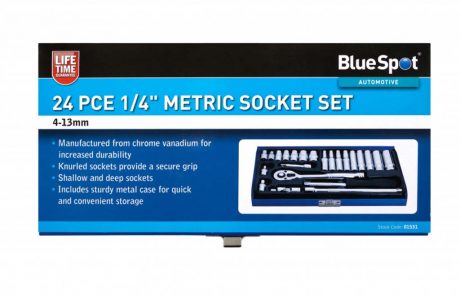 LIFE
TIME
GUARANTEE
BlueSpot
AUTOMOTIVE
24 PCE 1/4" METRIC SOCKET SET
4-13mm
• Manufactured from chrome vanadium for
increased durability
• Knurled sockets provide a secure grip
• Shallow and deep sockets
• Includes sturdy metal case for quick
and convenient storage
Stock Code: 01531